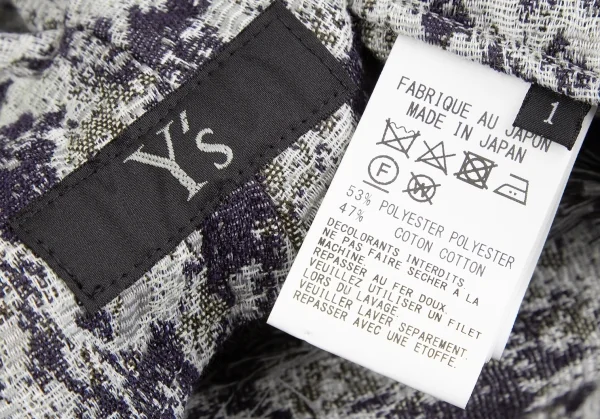 Y's
1
FABRIQUE AU JAPON
MADE IN JAPAN
F
W
53% POLYESTER POLYESTER
47% COTON COTTON
DECOLORANTS INTERDITS.
NE PAS FAIRE SECHER A LA
MACHINE.
REPASSER AU FER DOUX.
VEUILLEZ UTILISER UN FILET
LORS DU LAVAGE.
VEUILLER LAVER SEPAREMENT.
REPASSER AVEC UNE ETOFFE.